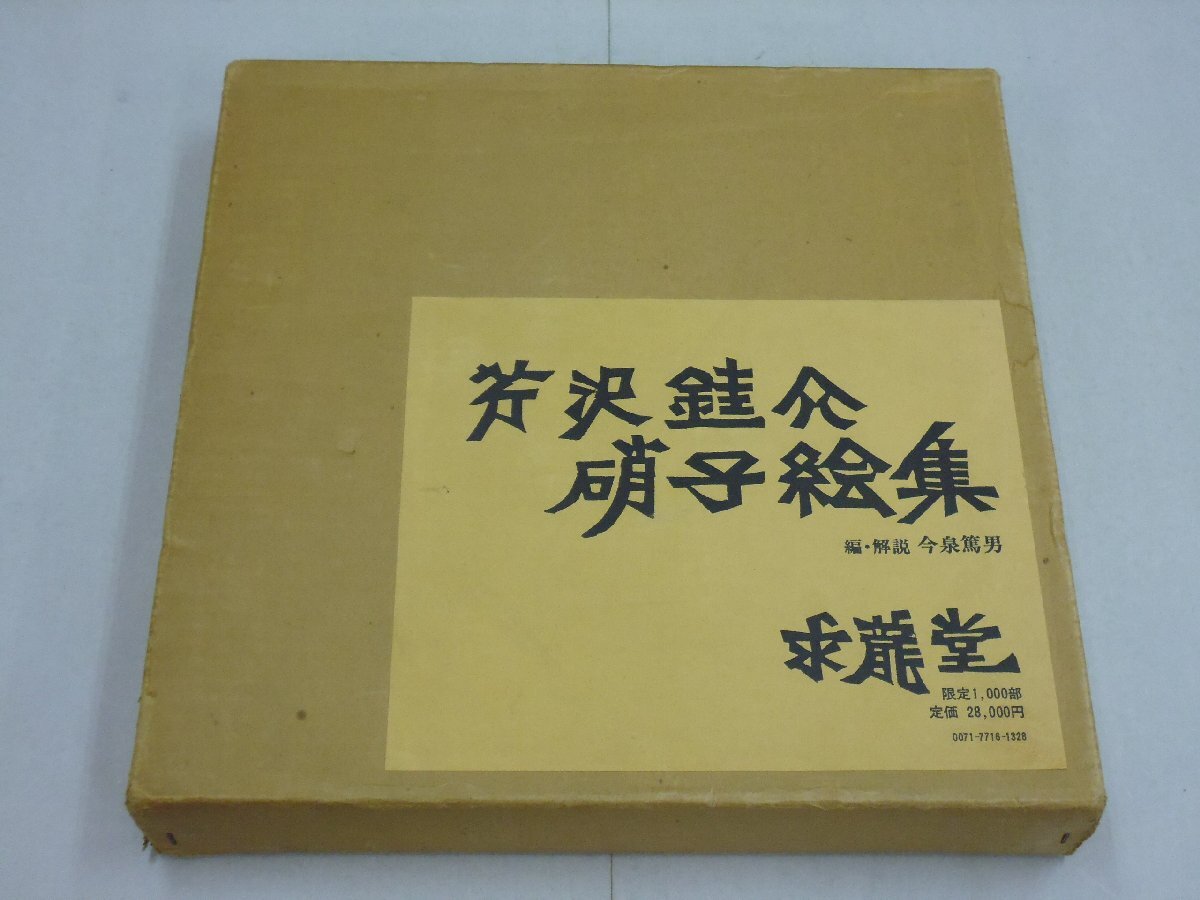 芹沢銈介
硝子絵集
編・解説 今泉篤男
求龍堂
限定1,000部
定価 28,000円
0071-7716-1328